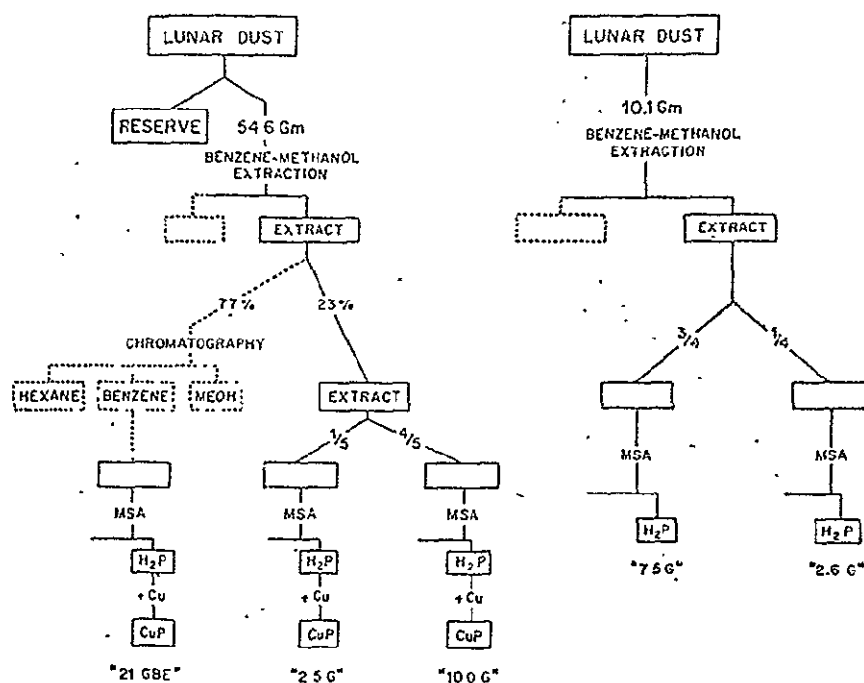 LUNAR DUST
LUNAR DUST
RESERVE
54.6 Gm
10.1 Gm
BENZENE-METHANOL
EXTRACTION
BENZENE-METHANOL
EXTRACTION
EXTRACT
EXTRACT
77%
23%
3/4
1/4
CHROMATOGRAPHY
HEXANE
BENZENE
MEOH
EXTRACT
1/5
4/5
MSA
MSA
MSA
MSA
MSA
H₂P
H₂P
H₂P
H₂P
H₂P
+ Cu
+ Cu
+ Cu
CuP
CuP
CuP
"7.5 G"
"2.6 G"
"21 GBE"
"2.5 G"
"10.0 G"